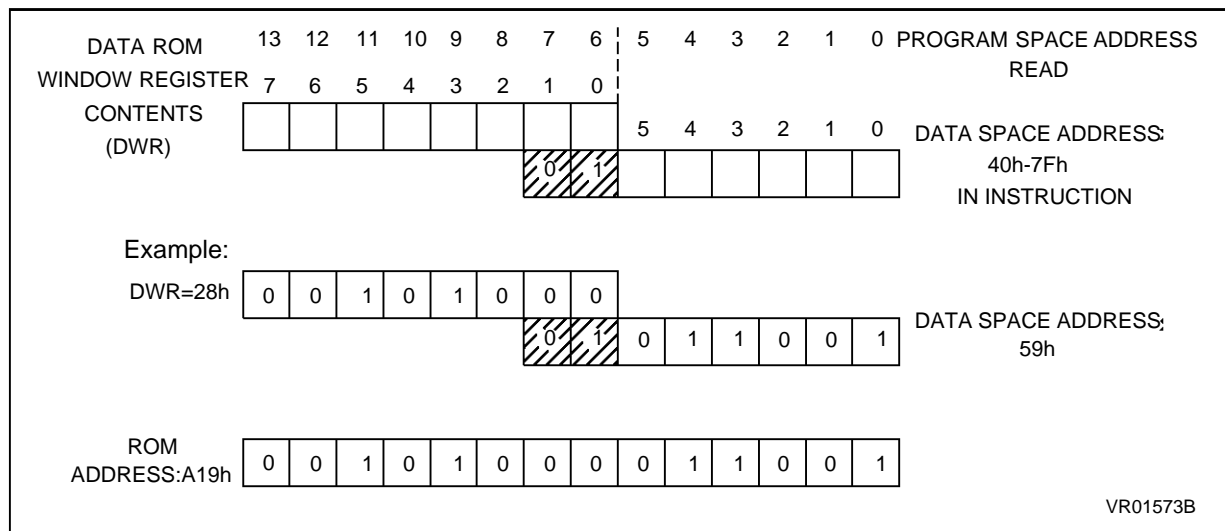 DATA ROM 13 12 11 10 9 8 7 6 5 4 3 2 1 0 PROGRAM SPACE ADDRESS
READ
WINDOW REGISTER 7 6 5 4 3 2 1 0
CONTENTS
(DWR)
5 4 3 2 1 0 DATA SPACE ADDRESS:
0 1 40h-7Fh
IN INSTRUCTION
Example:
DWR=28h 0 0 1 0 1 0 0 0
0 1 0 1 1 0 0 1 DATA SPACE ADDRESS:
59h
ROM
ADDRESS:A19h 0 0 1 0 1 0 0 0 0 1 1 0 0 1
VR01573B